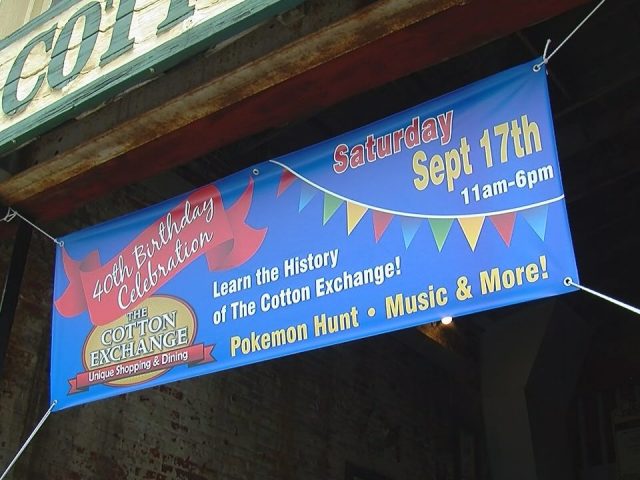 COT
40th Birthday
Celebration
THE
COTTON
EXCHANGE
Unique Shopping & Dining
Saturday
Sept 17th
11am-6pm
Learn the History
of The Cotton Exchange!
Pokemon Hunt • Music & More!